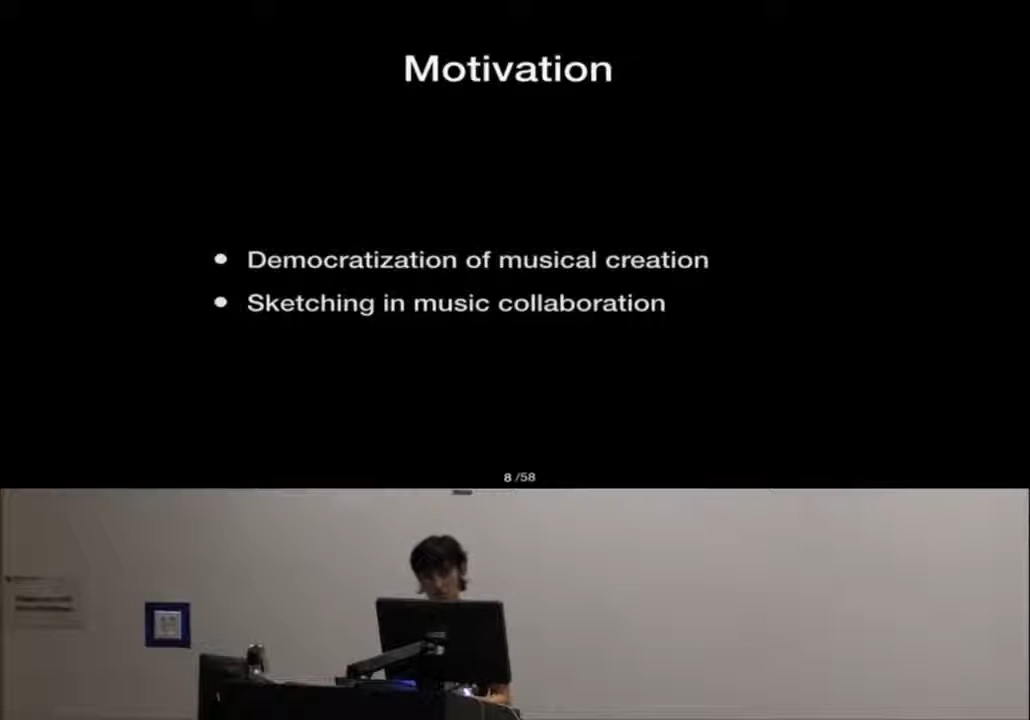 Motivation
• Democratization of musical creation
• Sketching in music collaboration
8 /58